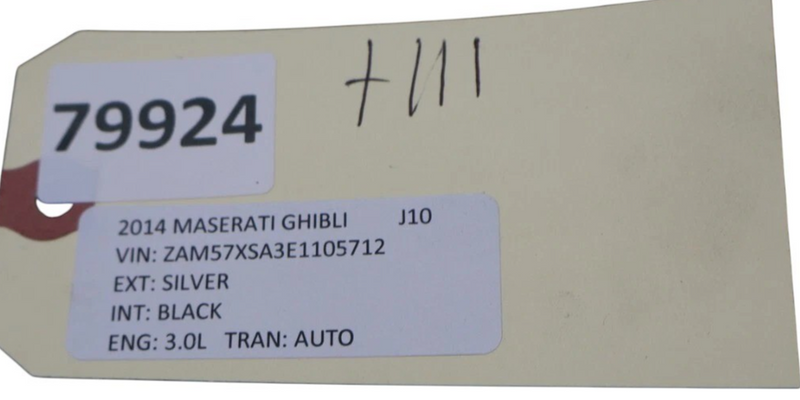 79924
2014 MASERATI GHIBLI J10
VIN: ZAM57XSA3E1105712
EXT: SILVER
INT: BLACK
ENG: 3.0L TRAN: AUTO